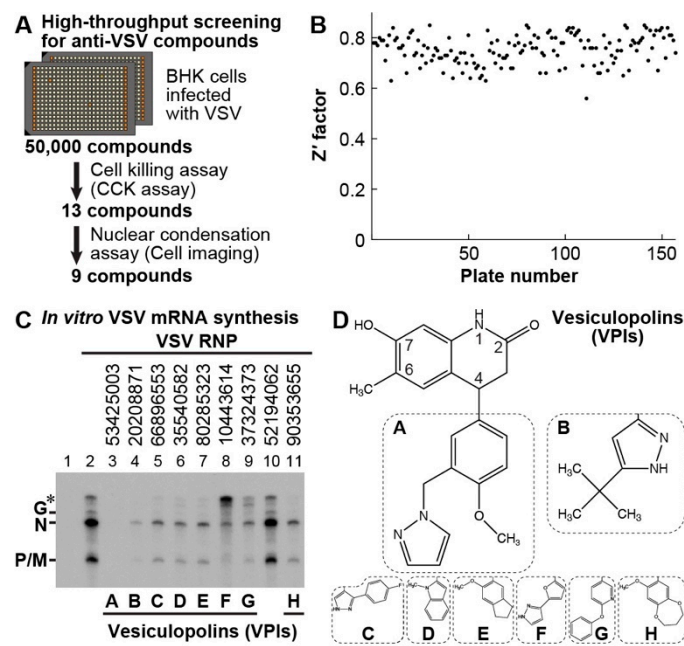 A High-throughput screening
for anti-VSV compounds
BHK cells
infected
with VSV
50,000 compounds
Cell killing assay
(CCK assay)
13 compounds
Nuclear condensation
assay (Cell imaging)
9 compounds
B
Z' factor
0.8
0.6
0.4
0.2
0
50
100
150
Plate number
C In vitro VSV mRNA synthesis
VSV RNP
53425003
20208871
66896553
35540582
80285323
10443614
37324373
52194062
90353655
1 2 3 4 5 6 7 8 9 10 11
*
G
N
P/M
A B C D E F G H
Vesiculopolins (VPIs)
D
Vesiculopolins
(VPIs)
H
N
1
2
O
HO
7
6
4
H₃C
A
N
N
O
CH₃
B
N
NH
H₃C
H₃C
CH₃
C
D
E
F
G
H